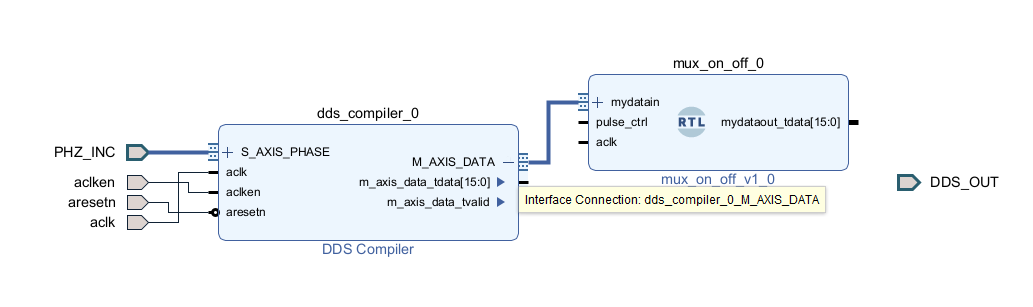 mux_on_off_0
mydatain
pulse_ctrl
aclk
RTL
mydataout_tdata[15:0]
mux_on_off_v1_0
dds_compiler_0
PHZ_INC
aclken
aresetn
aclk
S_AXIS_PHASE
aclk
aclken
aresetn
M_AXIS_DATA
m_axis_data_tdata[15:0]
m_axis_data_tvalid
DDS Compiler
Interface Connection: dds_compiler_0_M_AXIS_DATA
DDS_OUT